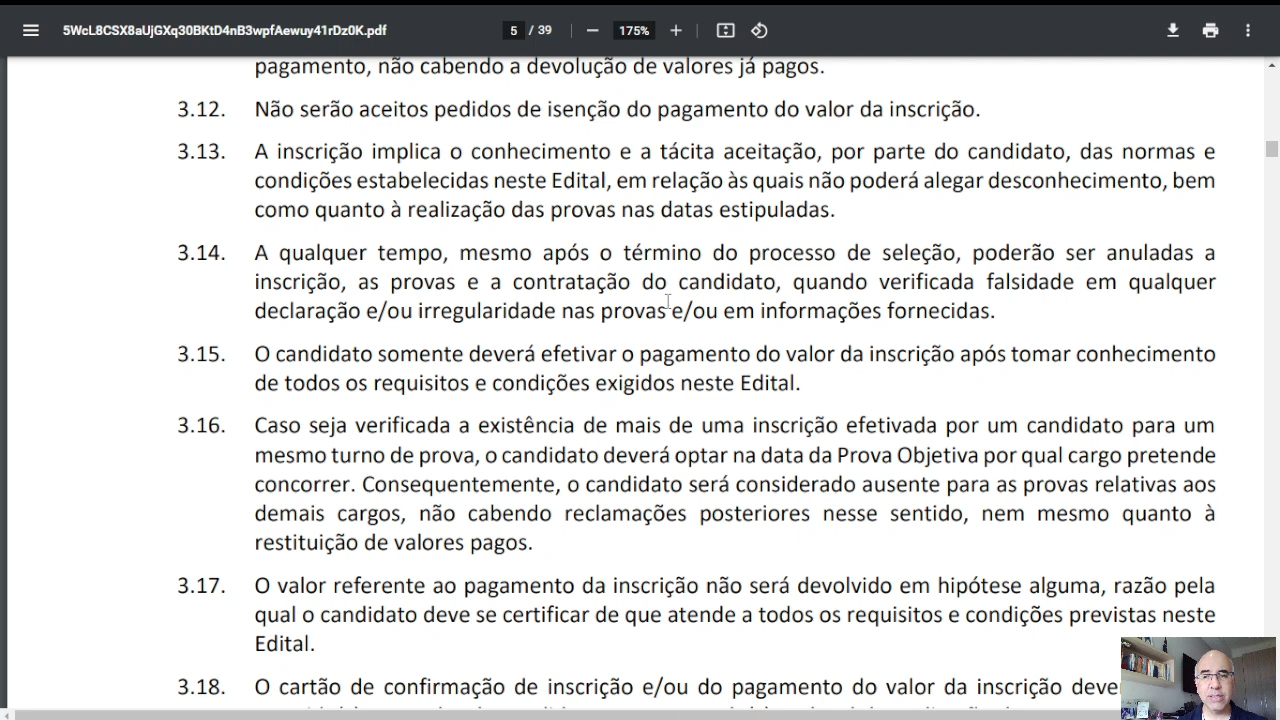 5WcL8CSX8aUjGXq30BKtD4nB3wpfAewuy41rDz0K.pdf 5 / 39 175%
pagamento, não cabendo a devolução de valores já pagos.
3.12. Não serão aceitos pedidos de isenção do pagamento do valor da inscrição.
3.13. A inscrição implica o conhecimento e a tácita aceitação, por parte do candidato, das normas e
condições estabelecidas neste Edital, em relação às quais não poderá alegar desconhecimento, bem
como quanto à realização das provas nas datas estipuladas.
3.14. A qualquer tempo, mesmo após o término do processo de seleção, poderão ser anuladas a
inscrição, as provas e a contratação do candidato, quando verificada falsidade em qualquer
declaração e/ou irregularidade nas provas e/ou em informações fornecidas.
3.15. O candidato somente deverá efetivar o pagamento do valor da inscrição após tomar conhecimento
de todos os requisitos e condições exigidos neste Edital.
3.16. Caso seja verificada a existência de mais de uma inscrição efetivada por um candidato para um
mesmo turno de prova, o candidato deverá optar na data da Prova Objetiva por qual cargo pretende
concorrer. Consequentemente, o candidato será considerado ausente para as provas relativas aos
demais cargos, não cabendo reclamações posteriores nesse sentido, nem mesmo quanto à
restituição de valores pagos.
3.17. O valor referente ao pagamento da inscrição não será devolvido em hipótese alguma, razão pela
qual o candidato deve se certificar de que atende a todos os requisitos e condições previstas neste
Edital.
3.18. O cartão de confirmação de inscrição e/ou do pagamento do valor da inscrição